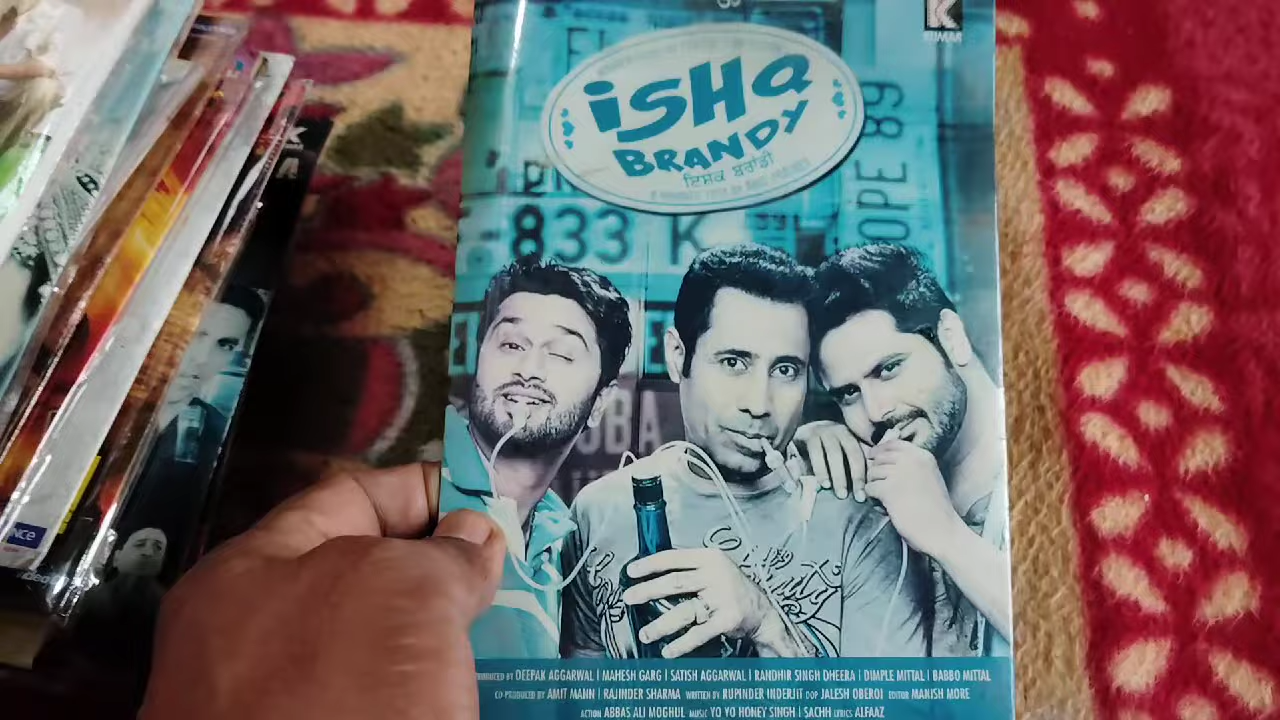 K
KUMAR
iSHQ
BRANDY
ਇਸ਼ਕ ਬਰਾਂਡੀ
OPE 89
833 K
UBA
PRODUCED BY DEEPAK AGGARWAL | MAHESH GARG | SATISH AGGARWAL | RANDHIR SINGH DHEERA | DIMPLE MITTAL | BABBO MITTAL
CO-PRODUCED BY AMIT MANN | RAJINDER SHARMA WRITTEN BY RUPINDER INDERJIT DOP JALESH OBEROI EDITOR MANISH MORE
ACTION ABBAS ALI MOGHUL MUSIC YO YO HONEY SINGH | SACHH LYRICS ALFAAZ